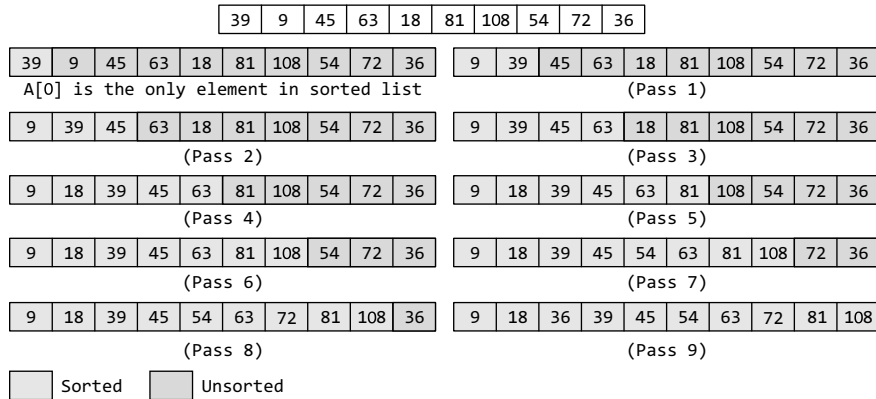 39 9 45 63 18 81 108 54 72 36
39 9 45 63 18 81 108 54 72 36
A[O] is the only element in sorted list
9 39 45 63 18 81 108 54 72 36
(Pass 1)
9 39 45 63 18 81 108 54 72 36
(Pass 2)
9 39 45 63 18 81 108 54 72 36
(Pass 3)
9 18 39 45 63 81 108 54 72 36
(Pass 4)
9 18 39 45 63 81 108 54 72 36
(Pass 5)
9 18 39 45 63 81 108 54 72 36
(Pass 6)
9 18 39 45 54 63 81 108 72 36
(Pass 7)
9 18 39 45 54 63 72 81 108 36
(Pass 8)
9 18 36 39 45 54 63 72 81 108
(Pass 9)
Sorted
Unsorted